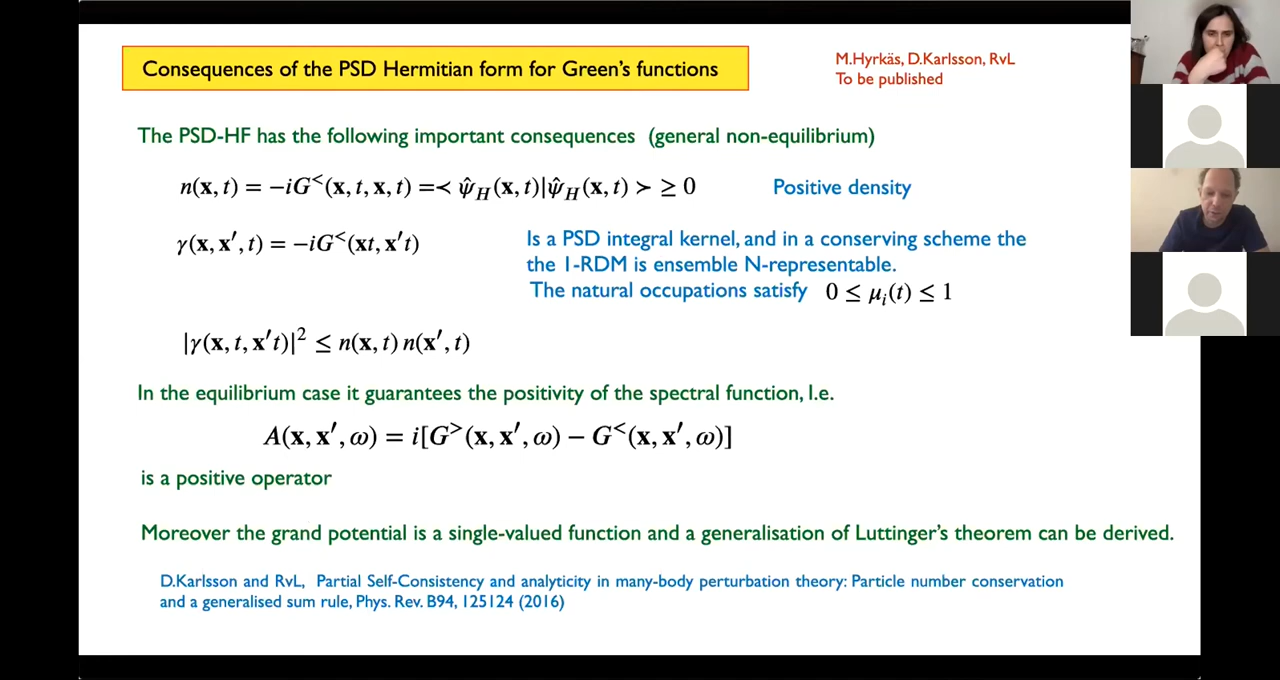 Consequences of the PSD Hermitian form for Green's functions
M.Hyrkäs, D.Karlsson, RvL
To be published
The PSD-HF has the following important consequences (general non-equilibrium)
n(x, t) = −iG<(x, t, x, t) =≺ ψ̂_H(x, t)|ψ̂_H(x, t) ≻ ≥ 0
Positive density
γ(x, x′, t) = −iG<(xt, x′t)
Is a PSD integral kernel, and in a conserving scheme the
the 1-RDM is ensemble N-representable.
The natural occupations satisfy 0 ≤ μ_i(t) ≤ 1
|γ(x, t, x′t)|² ≤ n(x, t) n(x′, t)
In the equilibrium case it guarantees the positivity of the spectral function, I.e.
A(x, x′, ω) = i[G>(x, x′, ω) − G<(x, x′, ω)]
is a positive operator
Moreover the grand potential is a single-valued function and a generalisation of Luttinger's theorem can be derived.
D.Karlsson and RvL, Partial Self-Consistency and analyticity in many-body perturbation theory: Particle number conservation
and a generalised sum rule, Phys. Rev. B94, 125124 (2016)